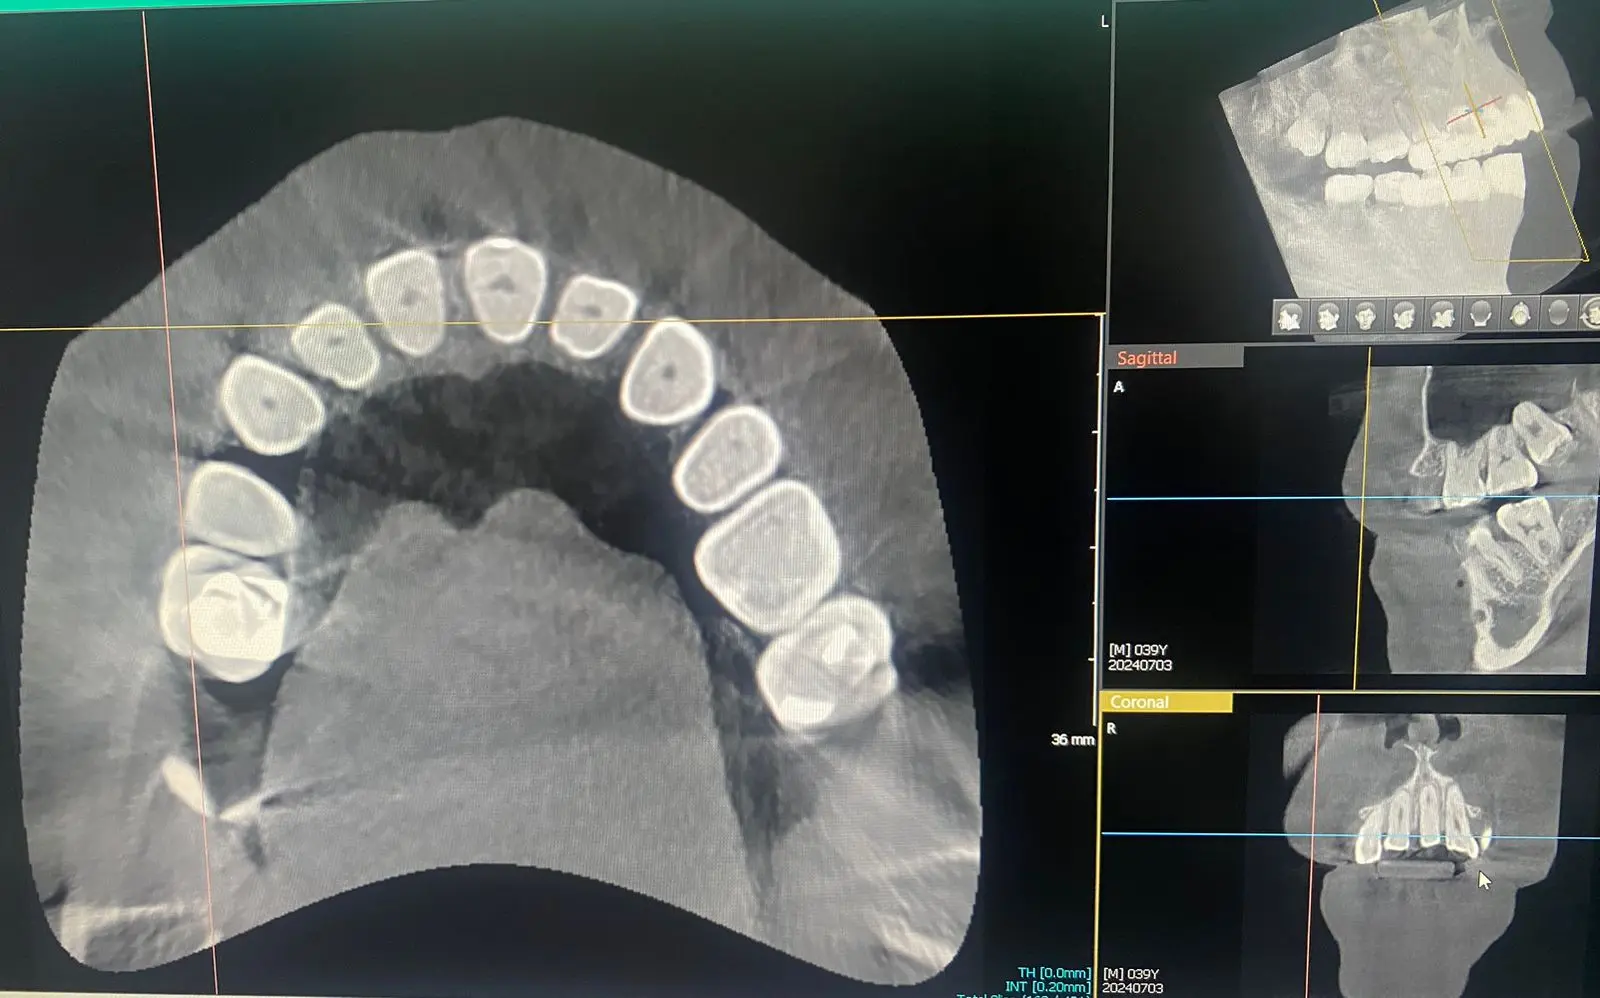 L
Sagittal
A
[M] 039Y
20240703
Coronal
R
36 mm
TH [0.0mm]
INT [0.20mm]
[M] 039Y
20240703